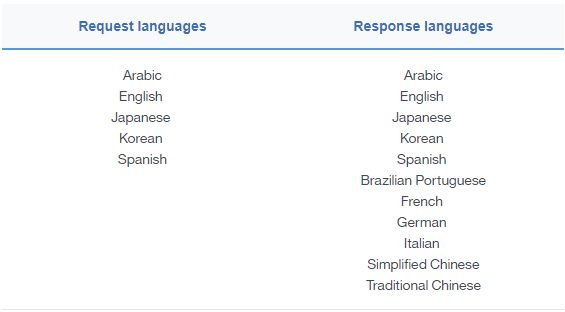 Request languages Response languages
Arabic Arabic
English English
Japanese Japanese
Korean Korean
Spanish Spanish
Brazilian Portuguese
French
German
Italian
Simplified Chinese
Traditional Chinese